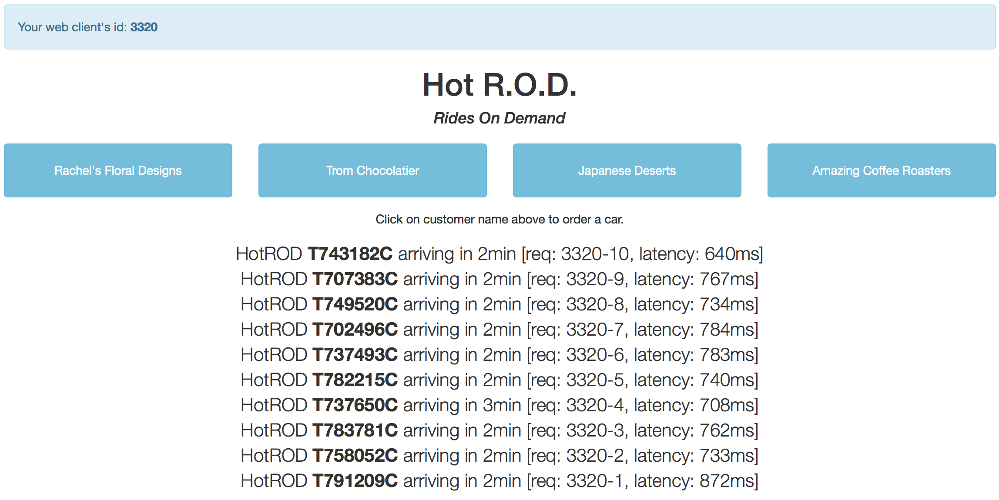 Your web client's id: 3320
Hot R.O.D.
Rides On Demand
Rachel's Floral Designs
Trom Chocolatier
Japanese Deserts
Amazing Coffee Roasters
Click on customer name above to order a car.
HotROD T743182C arriving in 2min [req: 3320-10, latency: 640ms]
HotROD T707383C arriving in 2min [req: 3320-9, latency: 767ms]
HotROD T749520C arriving in 2min [req: 3320-8, latency: 734ms]
HotROD T702496C arriving in 2min [req: 3320-7, latency: 784ms]
HotROD T737493C arriving in 2min [req: 3320-6, latency: 783ms]
HotROD T782215C arriving in 2min [req: 3320-5, latency: 740ms]
HotROD T737650C arriving in 3min [req: 3320-4, latency: 708ms]
HotROD T783781C arriving in 2min [req: 3320-3, latency: 762ms]
HotROD T758052C arriving in 2min [req: 3320-2, latency: 733ms]
HotROD T791209C arriving in 2min [req: 3320-1, latency: 872ms]